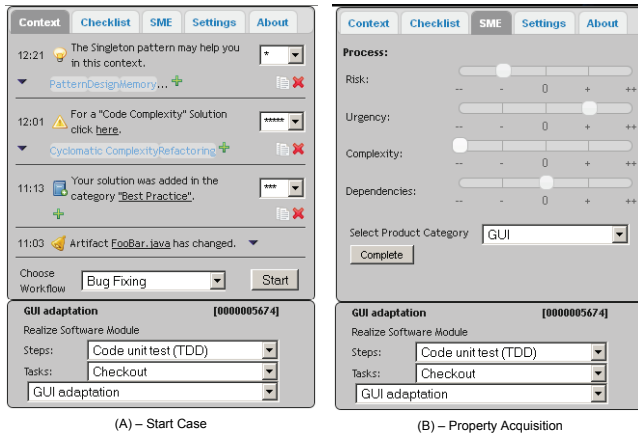 Context Checklist SME Settings About
12:21 The Singleton pattern may help you in this context. *
PatternDesignMemory...
12:01 For a "Code Complexity" Solution click here. *****
Cyclomatic ComplexityRefactoring
11:13 Your solution was added in the category "Best Practice". ***
11:03 Artifact FooBar.java has changed.
Choose Workflow Bug Fixing Start
GUI adaptation [0000005674]
Realize Software Module
Steps: Code unit test (TDD)
Tasks: Checkout
GUI adaptation
(A) – Start Case
Context Checklist SME Settings About
Process:
Risk:
-- - 0 + ++
Urgency:
-- - 0 + ++
Complexity:
-- - 0 + ++
Dependencies:
-- - 0 + ++
Select Product Category GUI
Complete
GUI adaptation [0000005674]
Realize Software Module
Steps: Code unit test (TDD)
Tasks: Checkout
GUI adaptation
(B) – Property Acquisition